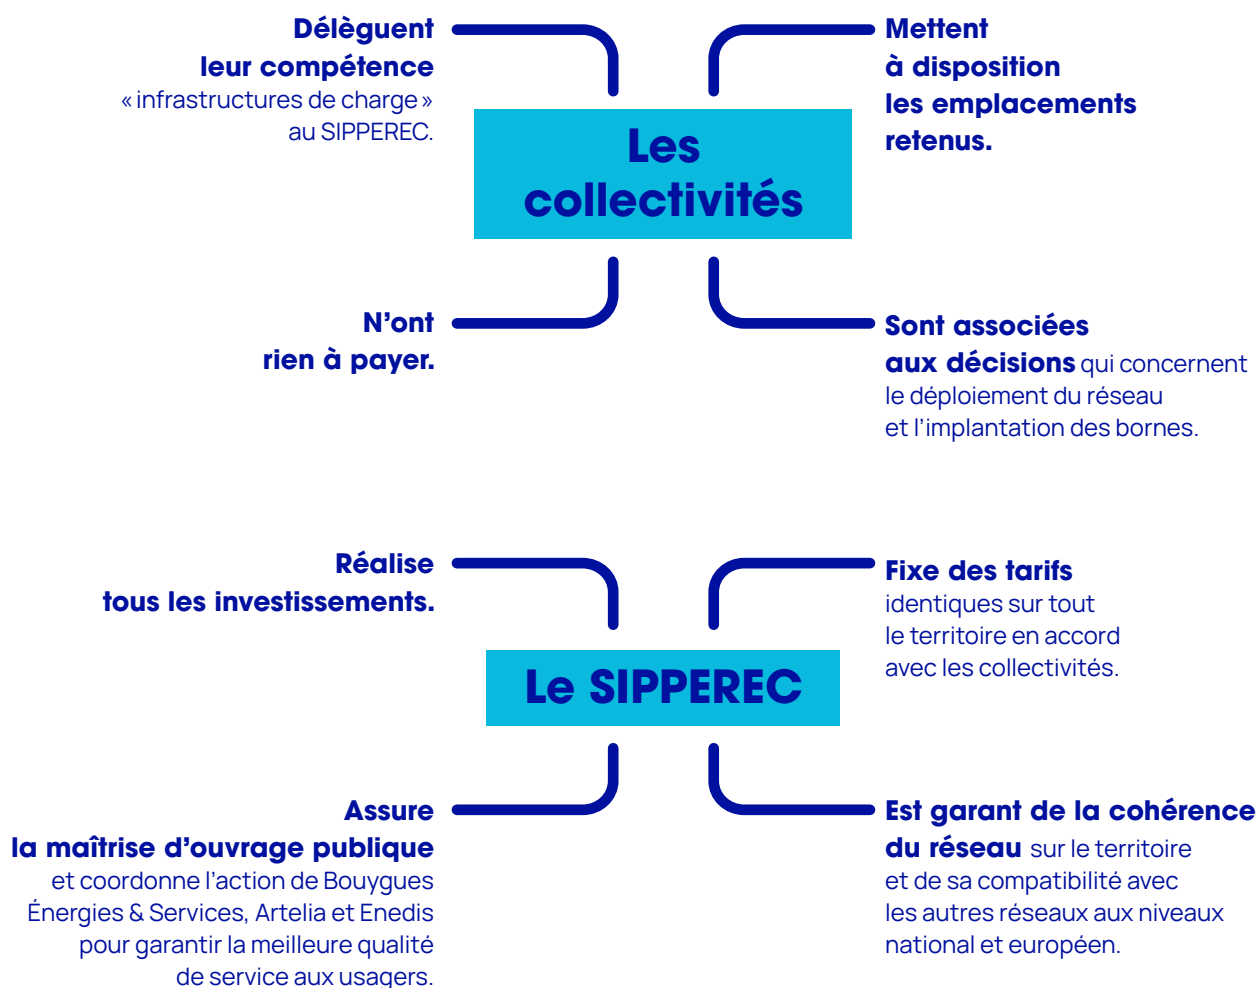 Délèguent
leur compétence
« infrastructures de charge »
au SIPPEREC.
Mettent
à disposition
les emplacements
retenus.
Les
collectivités
N’ont
rien à payer.
Sont associées
aux décisions qui concernent
le déploiement du réseau
et l’implantation des bornes.
Réalise
tous les investissements.
Fixe des tarifs
identiques sur tout
le territoire en accord
avec les collectivités.
Le SIPPEREC
Assure
la maîtrise d’ouvrage publique
et coordonne l’action de Bouygues
Énergies & Services, Artelia et Enedis
pour garantir la meilleure qualité
de service aux usagers.
Est garant de la cohérence
du réseau sur le territoire
et de sa compatibilité avec
les autres réseaux aux niveaux
national et européen.